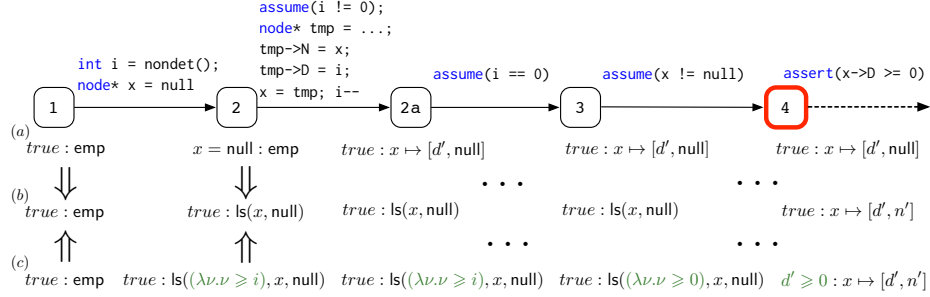 assume(i != 0);
node* tmp = ...;
tmp->N = x;
tmp->D = i;
x = tmp; i--
int i = nondet();
node* x = null
assume(i == 0)
assume(x != null)
assert(x->D >= 0)
1 2 2a 3 4
(a)
true : emp x = null : emp true : x ↦ [d′, null] true : x ↦ [d′, null] true : x ↦ [d′, null]
⇓ ⇓ · · · · · ·
(b)
true : emp true : ls(x, null) true : ls(x, null) true : ls(x, null) true : x ↦ [d′, n′]
⇑ ⇑ · · · · · ·
(c)
true : emp true : ls((λν.ν ⩾ i), x, null) true : ls((λν.ν ⩾ i), x, null) true : ls((λν.ν ⩾ 0), x, null) d′ ⩾ 0 : x ↦ [d′, n′]